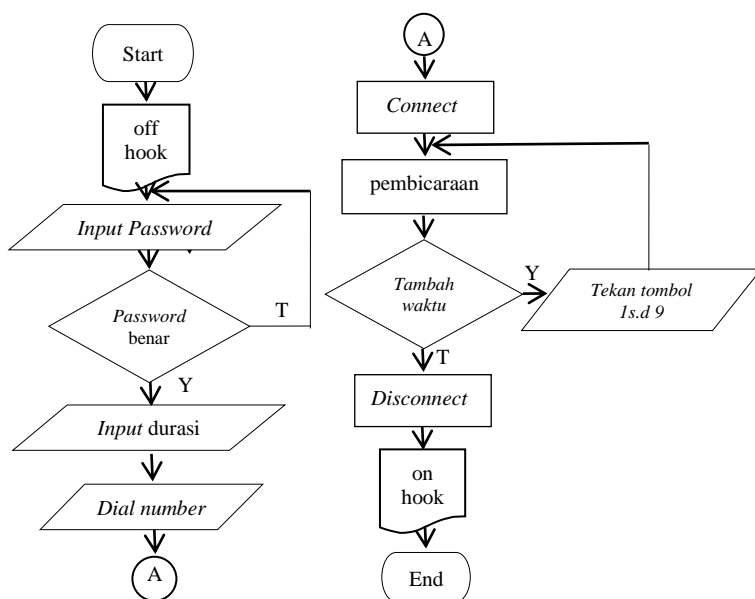 Start
off
hook
Input Password
Password
benar
T
Y
Input durasi
Dial number
A
A
Connect
pembicaraan
Tambah
waktu
Y
Tekan tombol
1s.d 9
T
Disconnect
on
hook
End